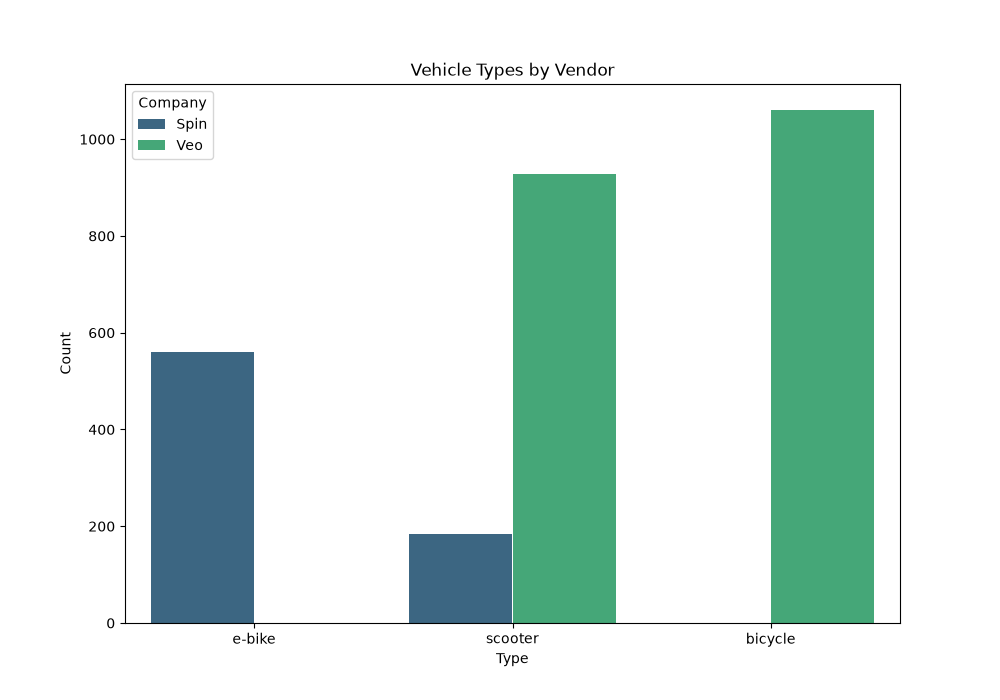 Vehicle Types by Vendor
Company
Spin
Veo
1000
800
600
400
200
0
Count
e-bike scooter bicycle
Type